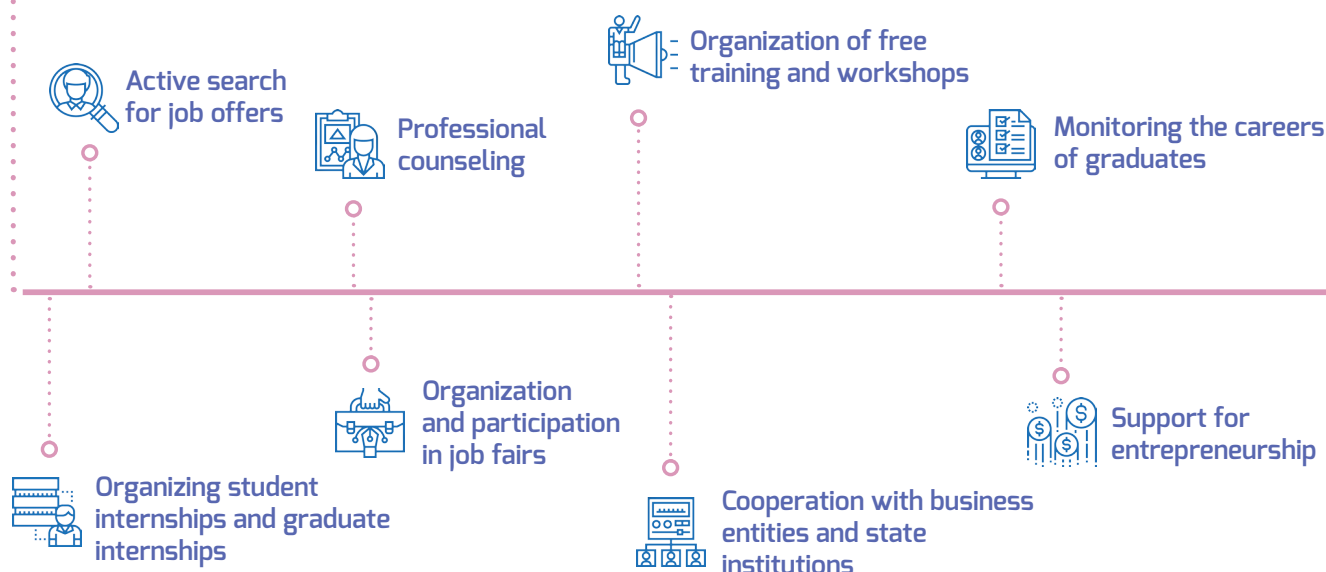 Active search
for job offers
Professional
counseling
Organization of free
training and workshops
Monitoring the careers
of graduates
Organizing student
internships and graduate
internships
Organization
and participation
in job fairs
Cooperation with business
entities and state
institutions
Support for
entrepreneurship